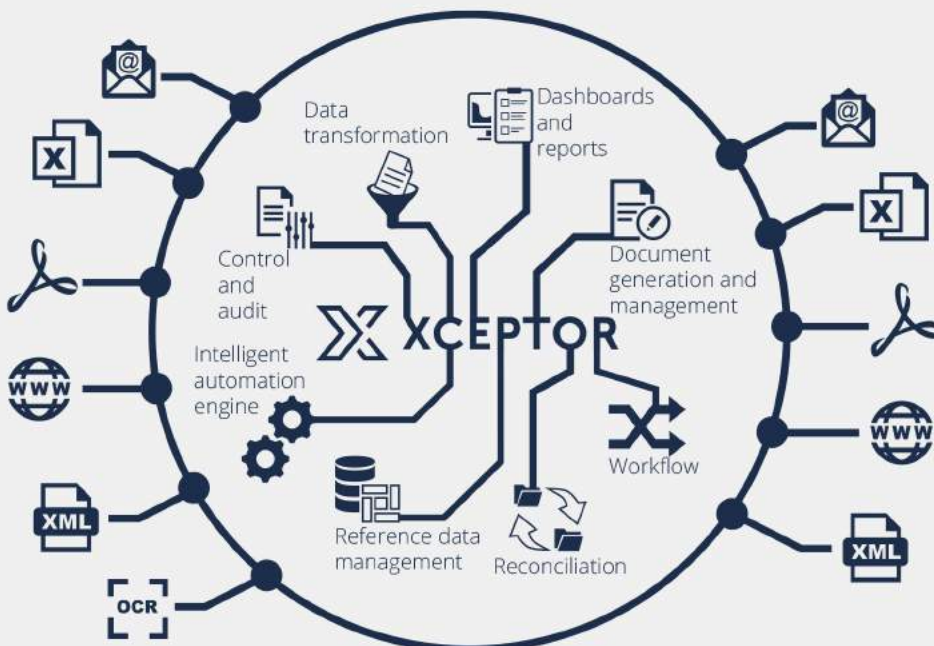 @
X
WWW
XML
OCR
Data
transformation
Dashboards
and
reports
Control
and
audit
Document
generation and
management
X XCEPTOR
Intelligent
automation
engine
Workflow
Reference data
management
Reconciliation
@
X
WWW
XML